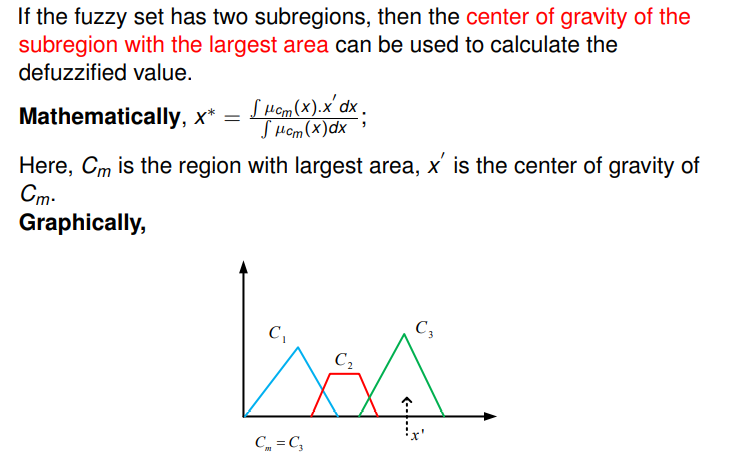 If the fuzzy set has two subregions, then the center of gravity of the
subregion with the largest area can be used to calculate the
defuzzified value.
Mathematically, x* = ∫ μCm(x).x′dx / ∫ μCm(x)dx ;
Here, Cm is the region with largest area, x′ is the center of gravity of
Cm.
Graphically,
C1
C3
C2
x'
Cm = C3